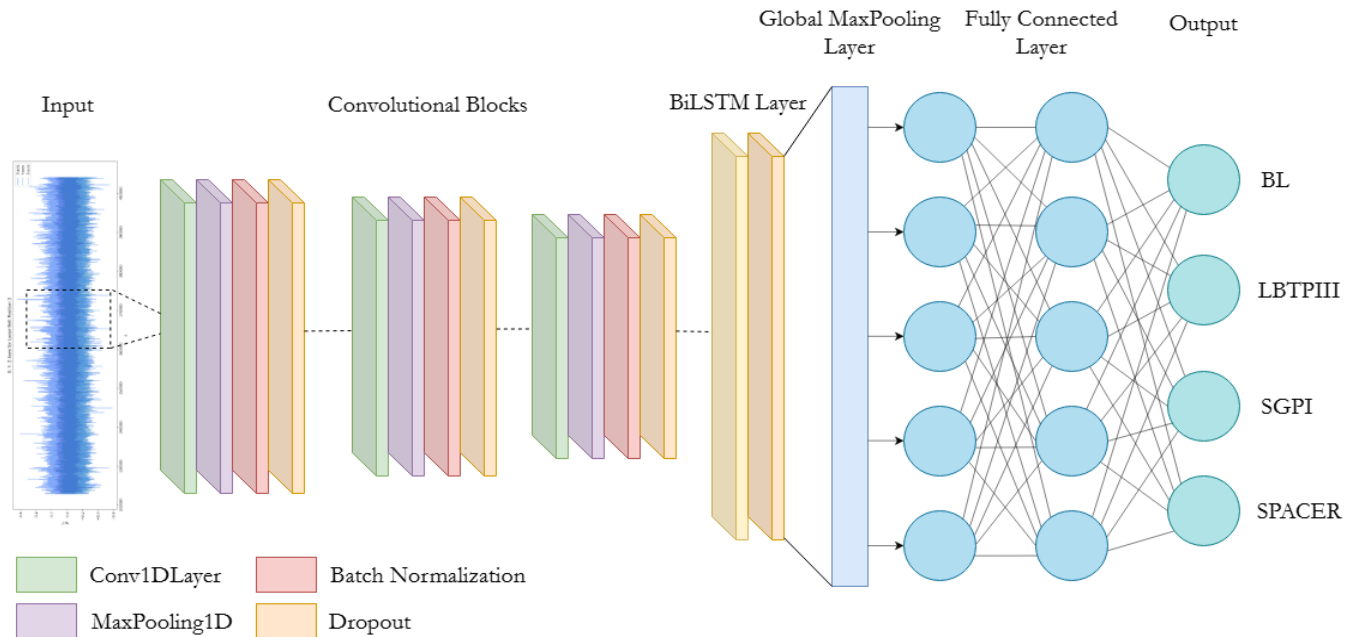 Global MaxPooling
Layer
Fully Connected
Layer
Output
Input
Convolutional Blocks
BiLSTM Layer
BL
LBTPIII
SGPI
SPACER
Conv1DLayer
Batch Normalization
MaxPooling1D
Dropout